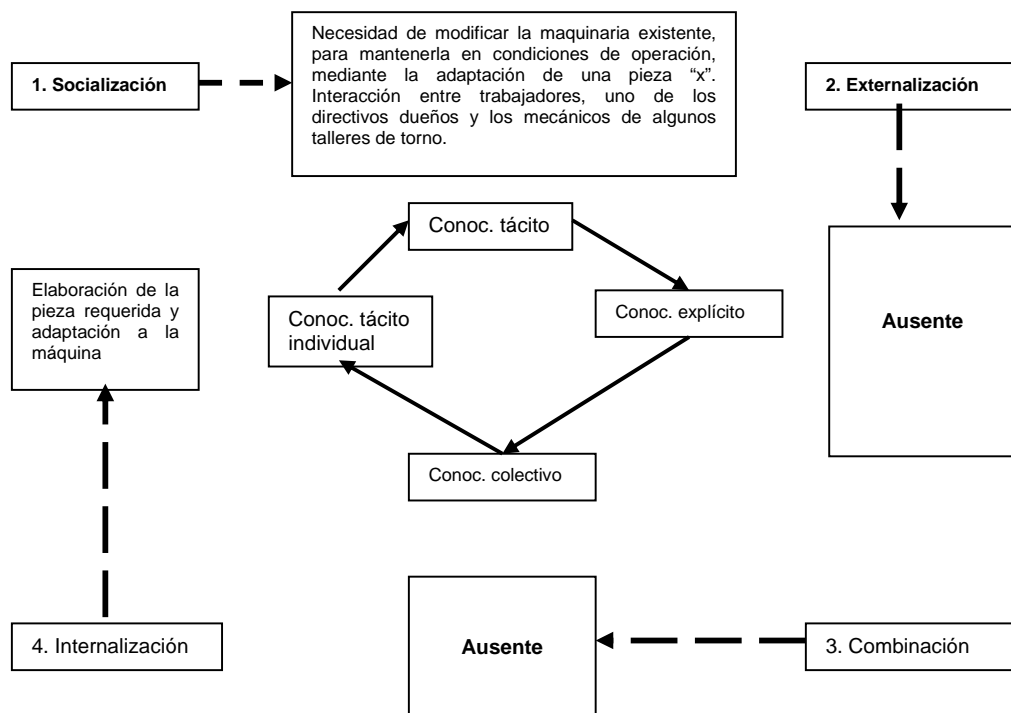 Necesidad de modificar la maquinaria existente,
para mantenerla en condiciones de operación,
mediante la adaptación de una pieza “x”.
Interacción entre trabajadores, uno de los
directivos dueños y los mecánicos de algunos
talleres de torno.
1. Socialización
2. Externalización
Conoc. tácito
Elaboración de la
pieza requerida y
adaptación a la
máquina
Conoc. tácito
individual
Conoc. explícito
Ausente
Conoc. colectivo
4. Internalización
Ausente
3. Combinación